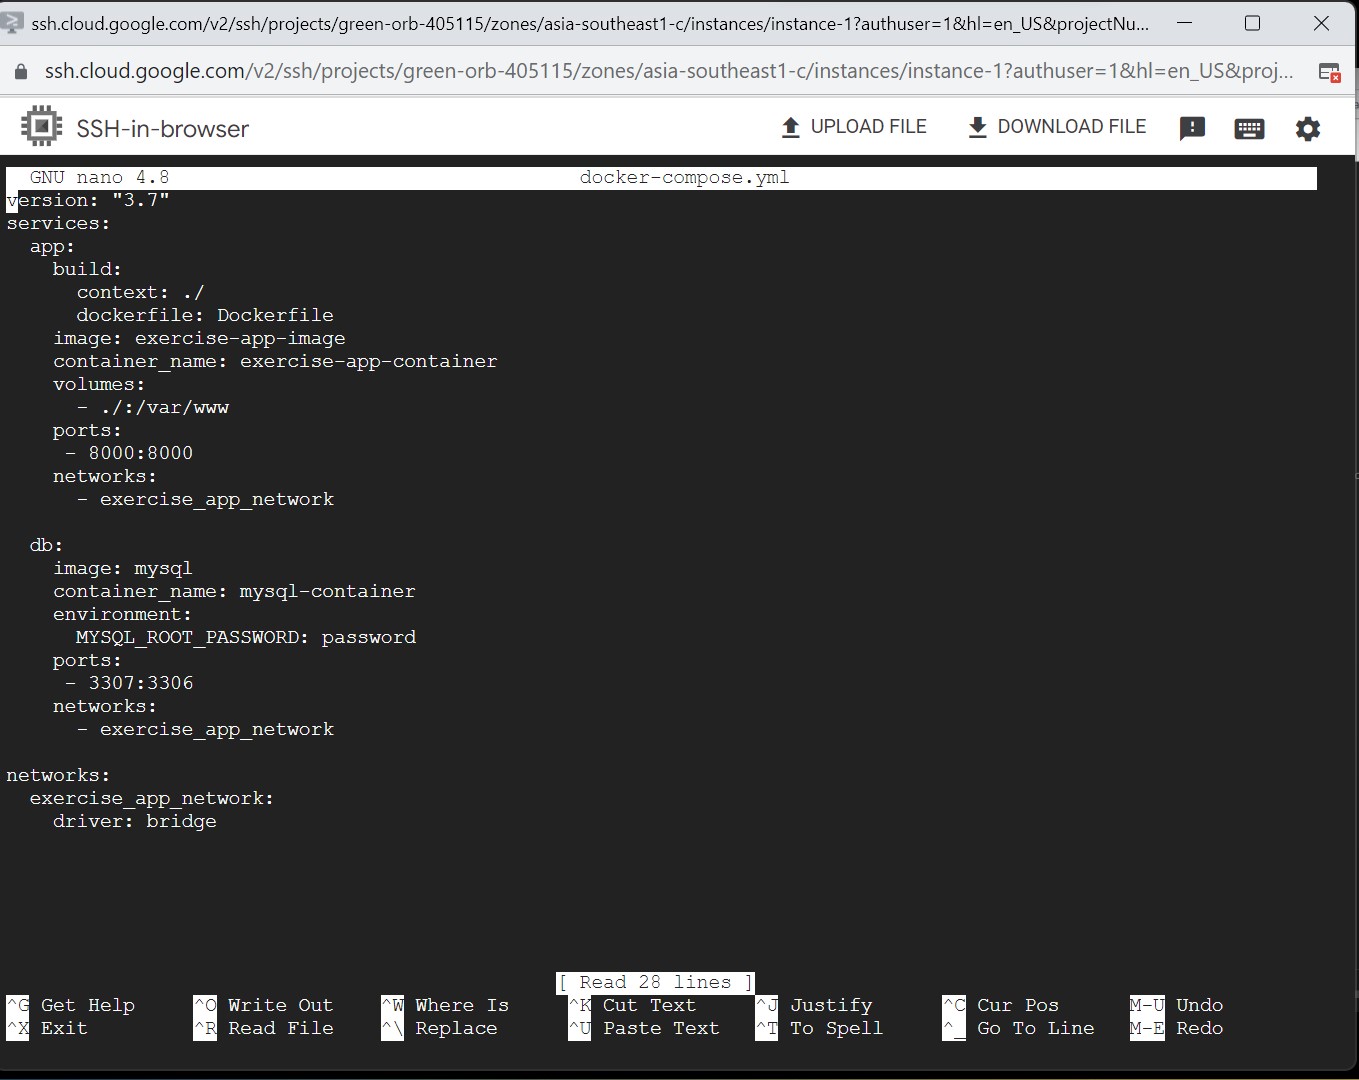 ssh.cloud.google.com/v2/ssh/projects/green-orb-405115/zones/asia-southeast1-c/instances/instance-1?authuser=1&hl=en_US&projectNu...
ssh.cloud.google.com/v2/ssh/projects/green-orb-405115/zones/asia-southeast1-c/instances/instance-1?authuser=1&hl=en_US&proj...
SSH-in-browser UPLOAD FILE DOWNLOAD FILE
GNU nano 4.8 docker-compose.yml
version: "3.7"
services:
  app:
    build:
      context: ./
      dockerfile: Dockerfile
    image: exercise-app-image
    container_name: exercise-app-container
    volumes:
      - ./:/var/www
    ports:
     - 8000:8000
    networks:
      - exercise_app_network
  db:
    image: mysql
    container_name: mysql-container
    environment:
      MYSQL_ROOT_PASSWORD: password
    ports:
     - 3307:3306
    networks:
      - exercise_app_network
networks:
  exercise_app_network:
    driver: bridge
[ Read 28 lines ]
^G Get Help ^O Write Out ^W Where Is ^K Cut Text ^J Justify ^C Cur Pos M-U Undo
^X Exit ^R Read File ^\ Replace ^U Paste Text ^T To Spell ^_ Go To Line M-E Redo